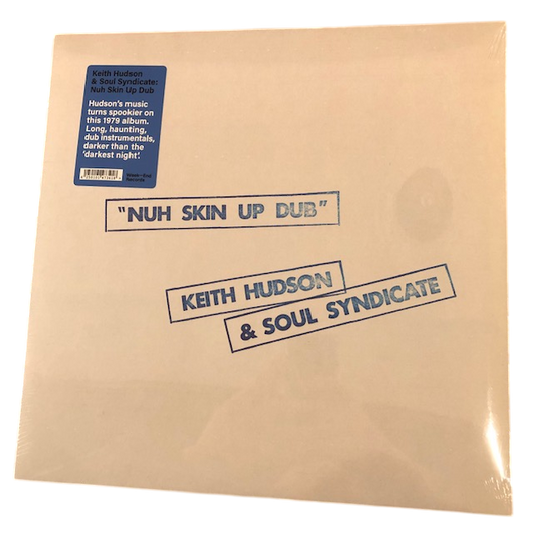 Keith Hudson
& Soul Syndicate:
Nuh Skin Up Dub
Hudson's music
turns spookier on
this 1979 album.
Long, haunting,
dub instrumentals,
darker than the
'darkest night'.
"NUH SKIN UP DUB"
KEITH HUDSON
& SOUL SYNDICATE